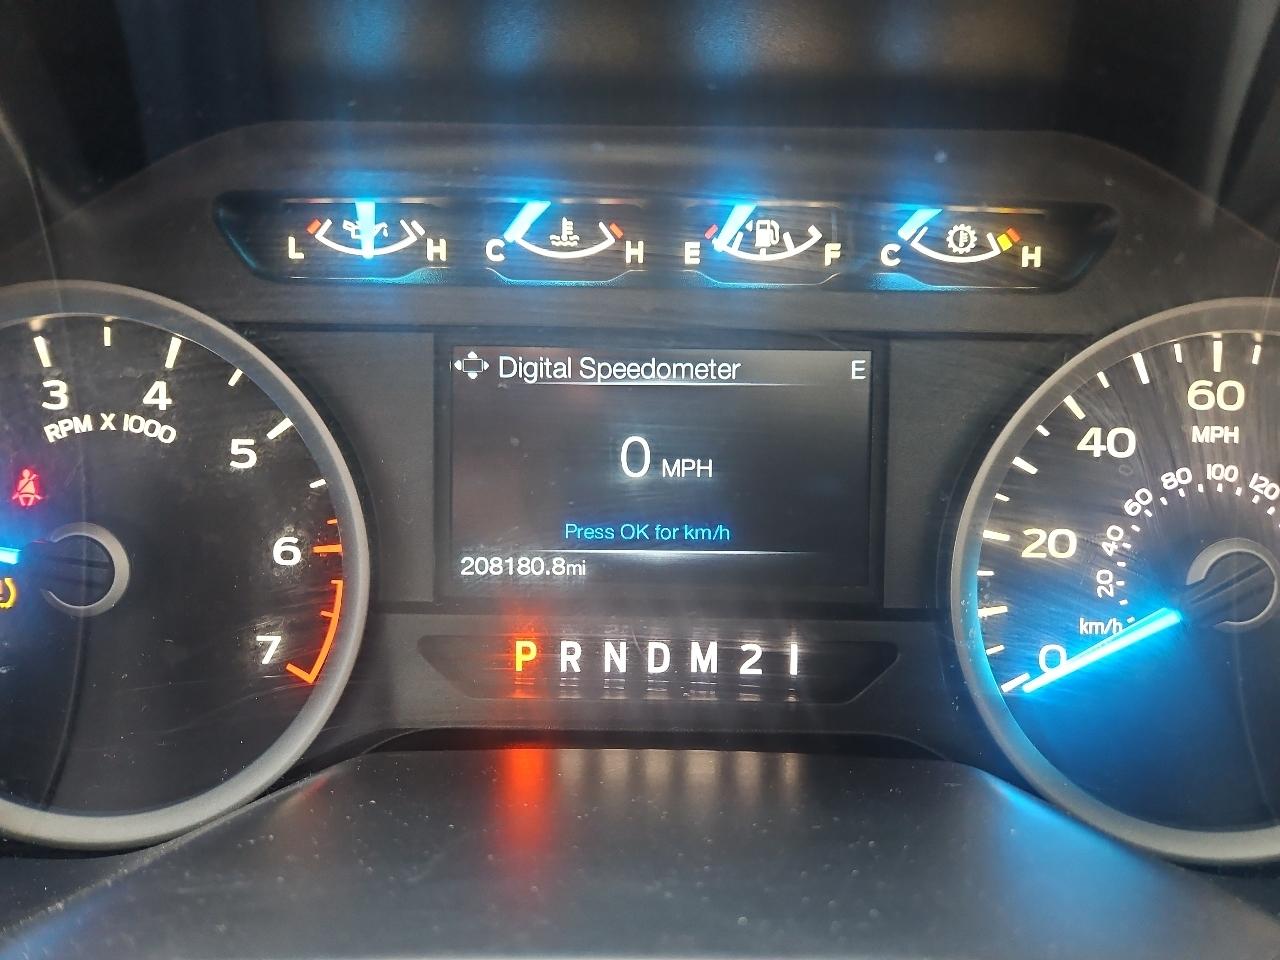 L H C H E F C H
Digital Speedometer E
0 MPH
Press OK for km/h
208180.8mi
P R N D M 2 1
3 4 5 6 7
RPM X 1000
0 20 40 60
MPH
20 40 60 80 100 120
km/h